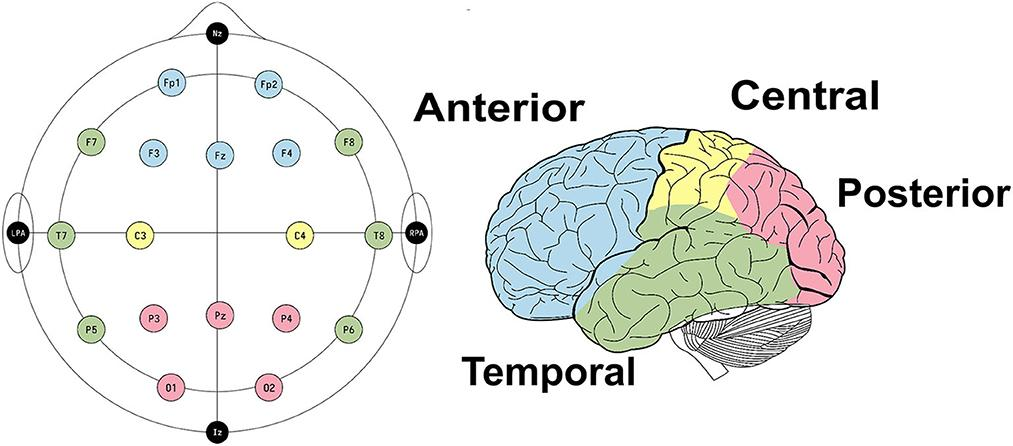 Nz
Fp1 Fp2
F7 F3 Fz F4 F8
LPA T7 C3 C4 T8 RPA
P5 P3 Pz P4 P6
O1 O2
Iz
Anterior
Central
Posterior
Temporal